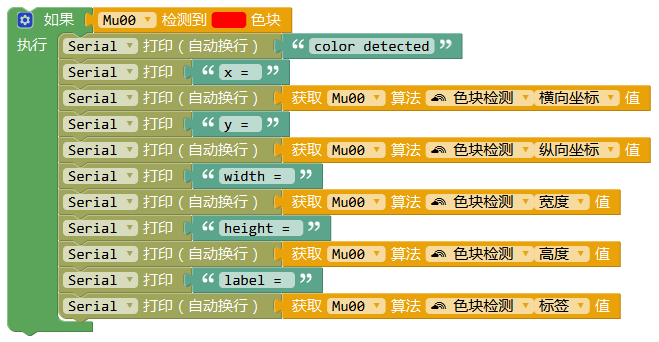 如果 Mu00 检测到 色块
执行 Serial 打印（自动换行） “ color detected ”
Serial 打印 “ x = ”
Serial 打印（自动换行） 获取 Mu00 算法 色块检测 横向坐标 值
Serial 打印 “ y = ”
Serial 打印（自动换行） 获取 Mu00 算法 色块检测 纵向坐标 值
Serial 打印 “ width = ”
Serial 打印（自动换行） 获取 Mu00 算法 色块检测 宽度 值
Serial 打印 “ height = ”
Serial 打印（自动换行） 获取 Mu00 算法 色块检测 高度 值
Serial 打印 “ label = ”
Serial 打印（自动换行） 获取 Mu00 算法 色块检测 标签 值